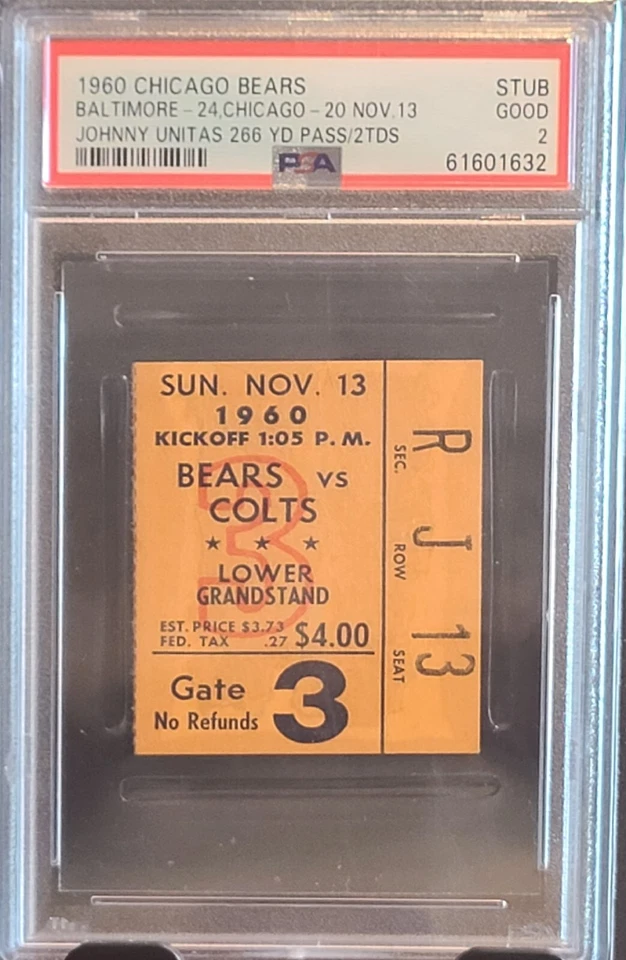 1960 CHICAGO BEARS STUB
BALTIMORE - 24, CHICAGO - 20 NOV. 13 GOOD
JOHNNY UNITAS 266 YD PASS/2TDS 2
PSA 61601632
SUN. NOV. 13
1960
KICKOFF 1:05 P. M.
BEARS VS
COLTS
3
★ ★ ★
LOWER
GRANDSTAND
EST. PRICE $3.73
FED. TAX .27 $4.00
Gate 3
No Refunds
SEC. R
ROW J
SEAT 13